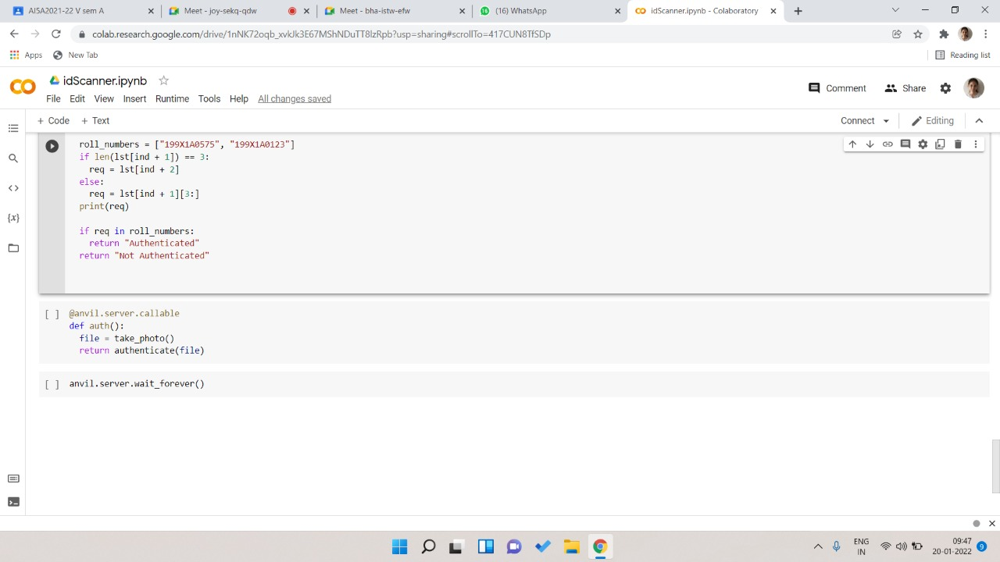 AI5A2021-22 V sem
Meet - joy-sekq-qdw
Meet - bha-istw-efw
(16) WhatsApp
idScanner.ipynb - Colaboratory
colab.research.google.com/drive/1nNK72oqb_xvkJk3E67MShNDuTT8lzRpb?usp=sharing#scrollTo=417CUN8TfSDp
Apps
New Tab
Reading list
idScanner.ipynb
File Edit View Insert Runtime Tools Help All changes saved
Comment
Share
+ Code + Text
Connect
Editing
roll_numbers = ["199X1A0575", "199X1A0123"]
if len(lst[ind + 1]) == 3:
req = lst[ind + 2]
else:
req = lst[ind + 1][3:]
print(req)
if req in roll_numbers:
return "Authenticated"
return "Not Authenticated"
[ ] @anvil.server.callable
def auth():
file = take_photo()
return authenticate(file)
[ ] anvil.server.wait_forever()
ENG
IN
09:47
20-01-2022
9